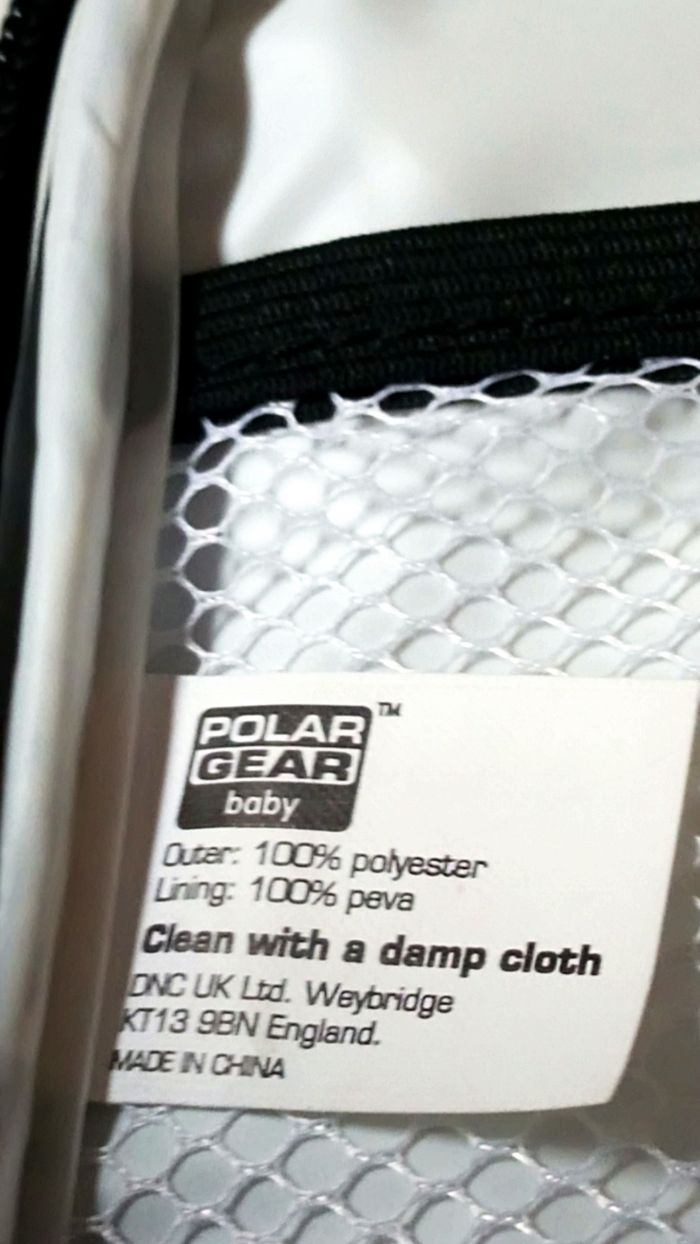 POLAR
GEAR
baby
TM
Outer: 100% polyester
Lining: 100% peva
Clean with a damp cloth
DNC UK Ltd. Weybridge
KT13 9BN England.
MADE IN CHINA